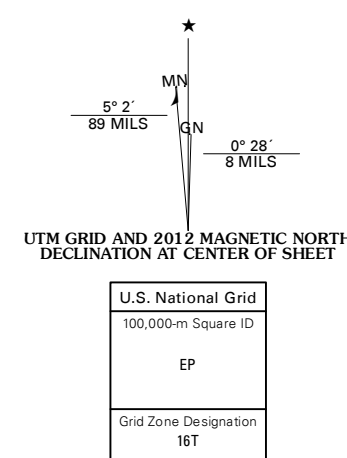 MN
5° 2´
89 MILS
GN
0° 28´
8 MILS
UTM GRID AND 2012 MAGNETIC NORTH
DECLINATION AT CENTER OF SHEET
U.S. National Grid
100,000-m Square ID
EP
Grid Zone Designation
16T